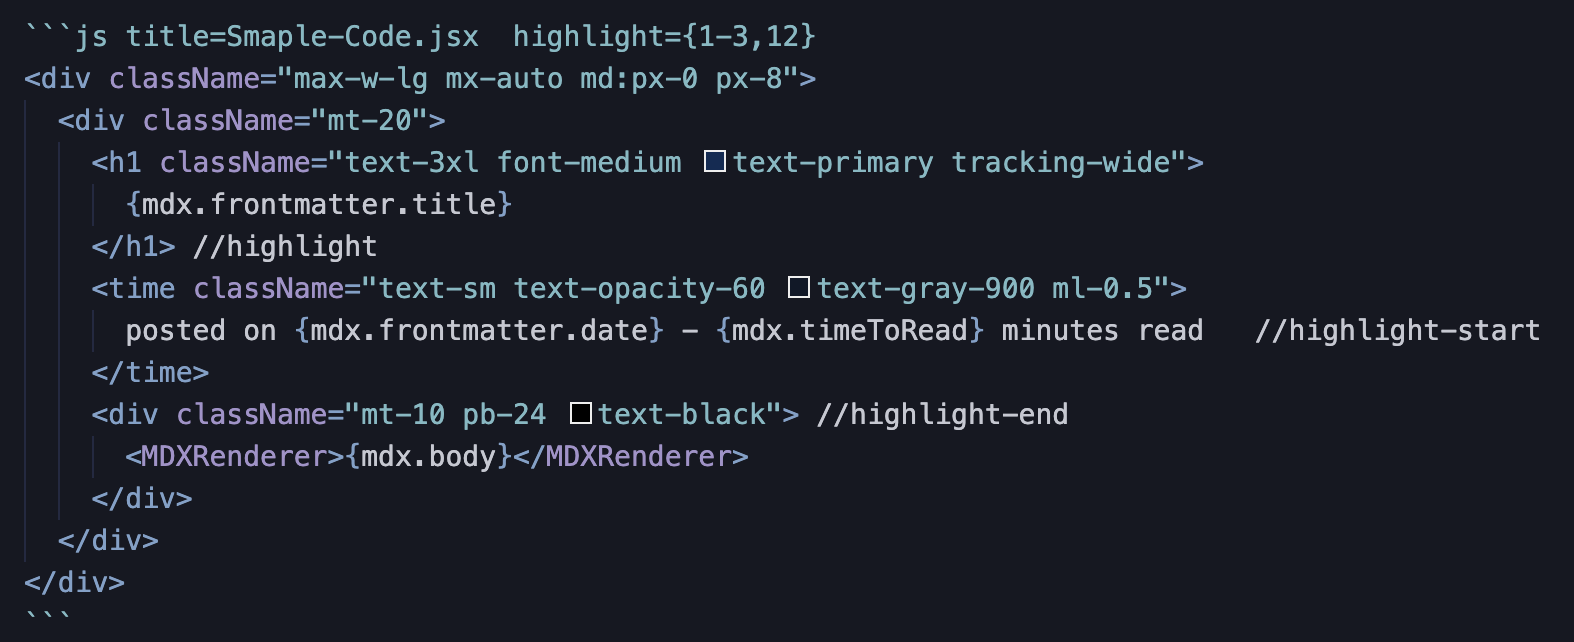 ```js title=Smaple-Code.jsx  highlight={1-3,12}
<div className="max-w-lg mx-auto md:px-0 px-8">
  <div className="mt-20">
    <h1 className="text-3xl font-medium text-primary tracking-wide">
      {mdx.frontmatter.title}
    </h1> //highlight
    <time className="text-sm text-opacity-60 text-gray-900 ml-0.5">
      posted on {mdx.frontmatter.date} - {mdx.timeToRead} minutes read   //highlight-start
    </time>
    <div className="mt-10 pb-24 text-black"> //highlight-end
      <MDXRenderer>{mdx.body}</MDXRenderer>
    </div>
  </div>
</div>
```